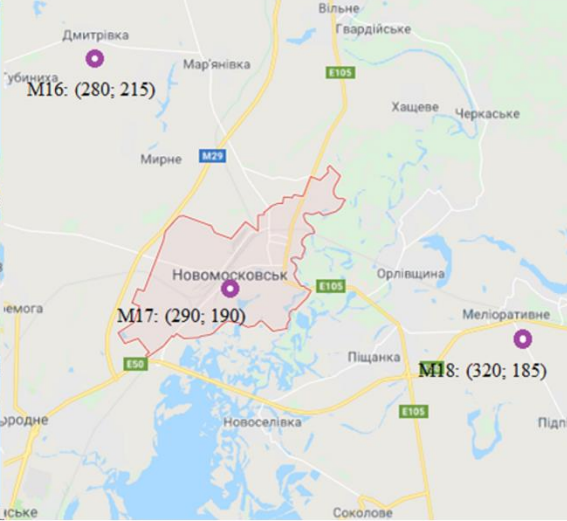 Вільне
Гвардійське
Дмитрівка
Мар'янівка
E105
Губиниха
M16: (280; 215)
Хащеве
Черкаське
Мирне
M29
Новомосковськ
E105
Орлівщина
M17: (290; 190)
Меліоративне
E50
Піщанка
M18: (320; 185)
E105
Новоселівка
Соколове